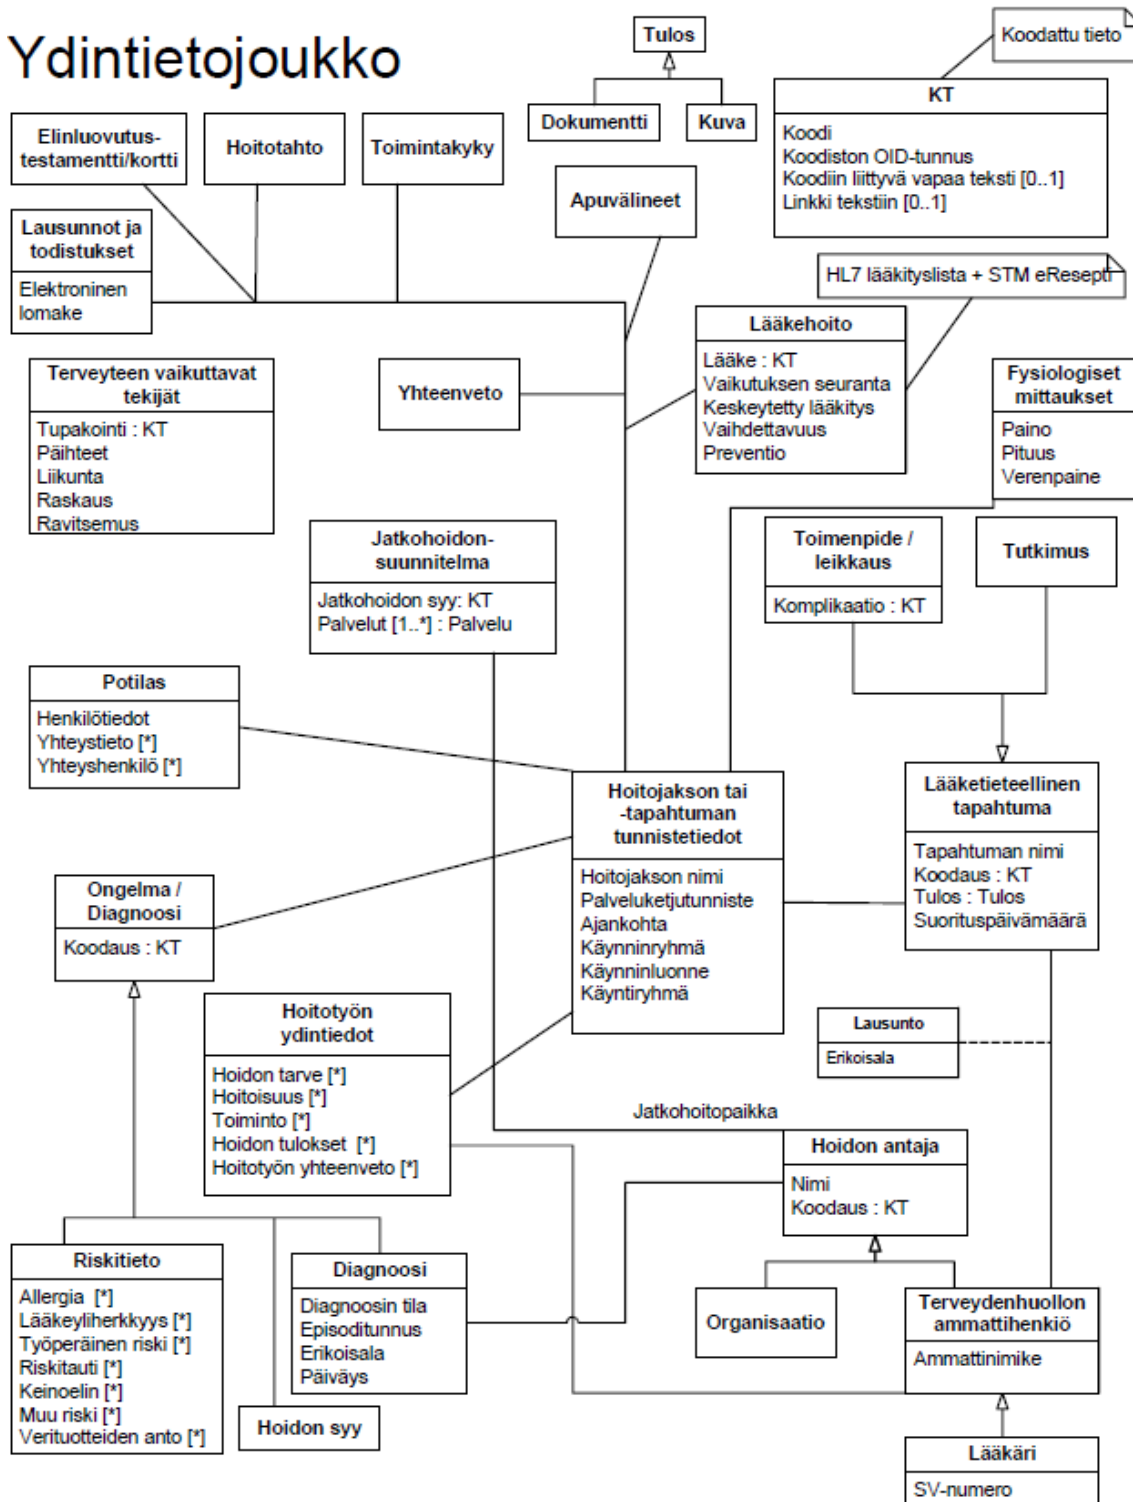 Ydintietojoukko
Tulos
Koodattu tieto
Dokumentti
Kuva
KT
Koodi
Koodiston OID-tunnus
Koodiin liittyvä vapaa teksti [0..1]
Linkki tekstiin [0..1]
Elinluovutus-
testamentti/kortti
Hoitotahto
Toimintakyky
Apuvälineet
Lausunnot ja
todistukset
Elektroninen
lomake
HL7 lääkityslista + STM eResepti
Lääkehoito
Lääke : KT
Vaikutuksen seuranta
Keskeytetty lääkitys
Vaihdettavuus
Preventio
Terveyteen vaikuttavat
tekijät
Tupakointi : KT
Päihteet
Liikunta
Raskaus
Ravitsemus
Yhteenveto
Fysiologiset
mittaukset
Paino
Pituus
Verenpaine
Jatkohoidon-
suunnitelma
Jatkohoidon syy: KT
Palvelut [1..*] : Palvelu
Toimenpide /
leikkaus
Komplikaatio : KT
Tutkimus
Potilas
Henkilötiedot
Yhteystieto [*]
Yhteyshenkilö [*]
Hoitojakson tai
-tapahtuman
tunnistetiedot
Hoitojakson nimi
Palveluketjutunniste
Ajankohta
Käynninryhmä
Käynninluonne
Käyntiryhmä
Lääketieteellinen
tapahtuma
Tapahtuman nimi
Koodaus : KT
Tulos : Tulos
Suorituspäivämäärä
Ongelma /
Diagnoosi
Koodaus : KT
Hoitotyön
ydintiedot
Hoidon tarve [*]
Hoitoisuus [*]
Toiminto [*]
Hoidon tulokset [*]
Hoitotyön yhteenveto [*]
Lausunto
Erikoisala
Jatkohoitopaikka
Hoidon antaja
Nimi
Koodaus : KT
Riskitieto
Allergia [*]
Lääkeyliherkkyys [*]
Työperäinen riski [*]
Riskitauti [*]
Keinoelin [*]
Muu riski [*]
Verituotteiden anto [*]
Diagnoosi
Diagnoosin tila
Episoditunnus
Erikoisala
Päiväys
Hoidon syy
Organisaatio
Terveydenhuollon
ammattihenkiö
Ammattinimike
Lääkäri
SV-numero